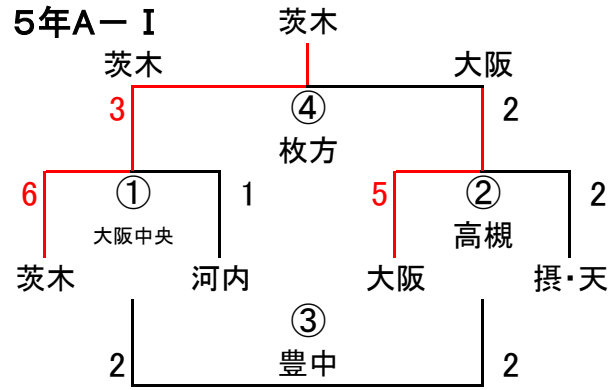 5年A－Ⅰ
茨木
茨木 大阪
3 ④ 2
枚方
6 ① 1 5 ② 2
大阪中央 高槻
茨木 河内 大阪 摂・天
③
2 豊中 2